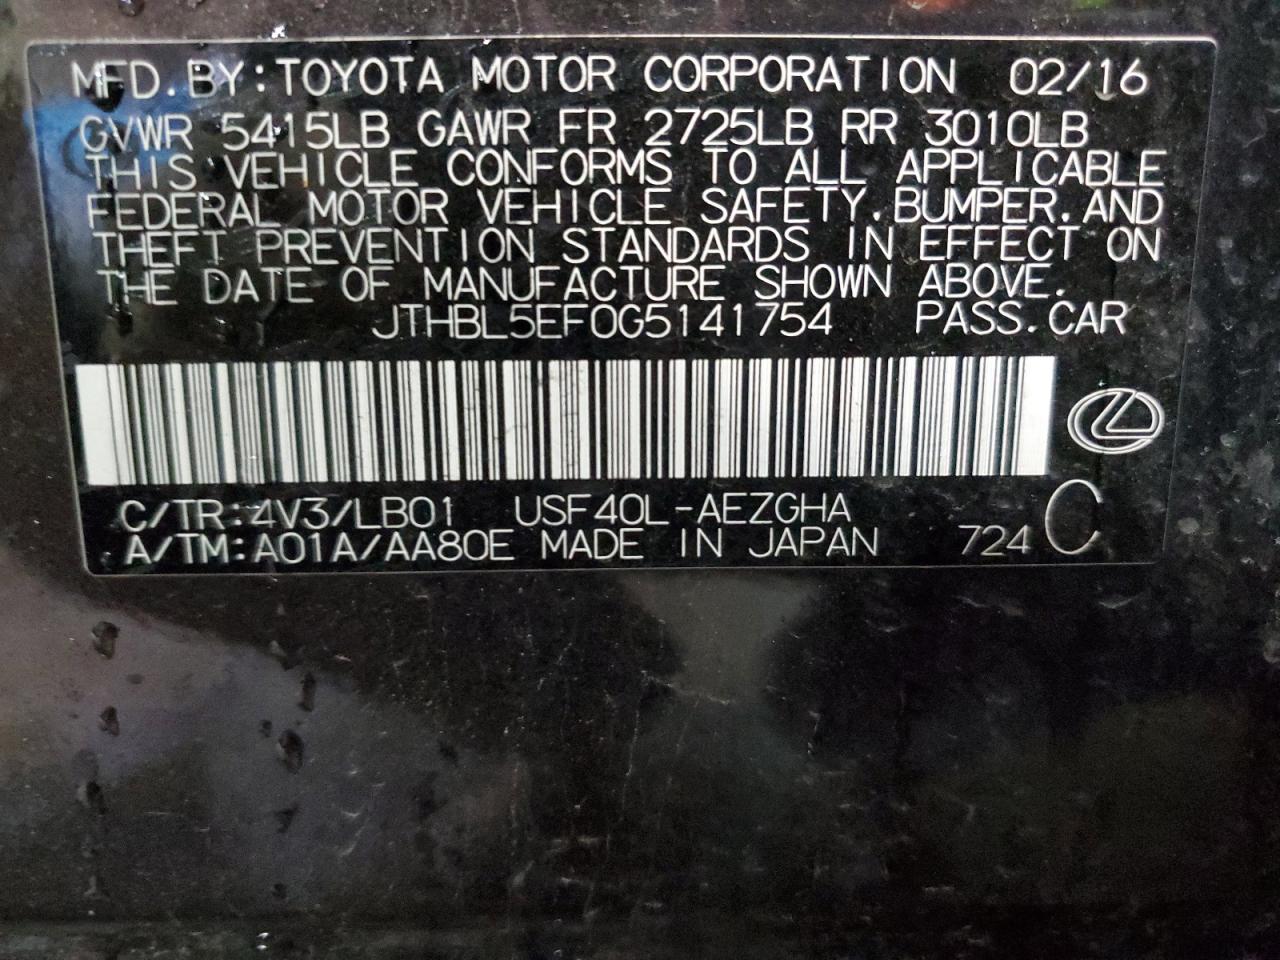 MFD. BY: TOYOTA MOTOR CORPORATION 02/16
GVWR 5415LB GAWR FR 2725LB RR 3010LB
THIS VEHICLE CONFORMS TO ALL APPLICABLE
FEDERAL MOTOR VEHICLE SAFETY, BUMPER, AND
THEFT PREVENTION STANDARDS IN EFFECT ON
THE DATE OF MANUFACTURE SHOWN ABOVE.
JTHBL5EF0G5141754 PASS. CAR
C/TR: 4V3/LB01 USF40L-AEZGHA
A/TM: A01A/AA80E MADE IN JAPAN 724 C